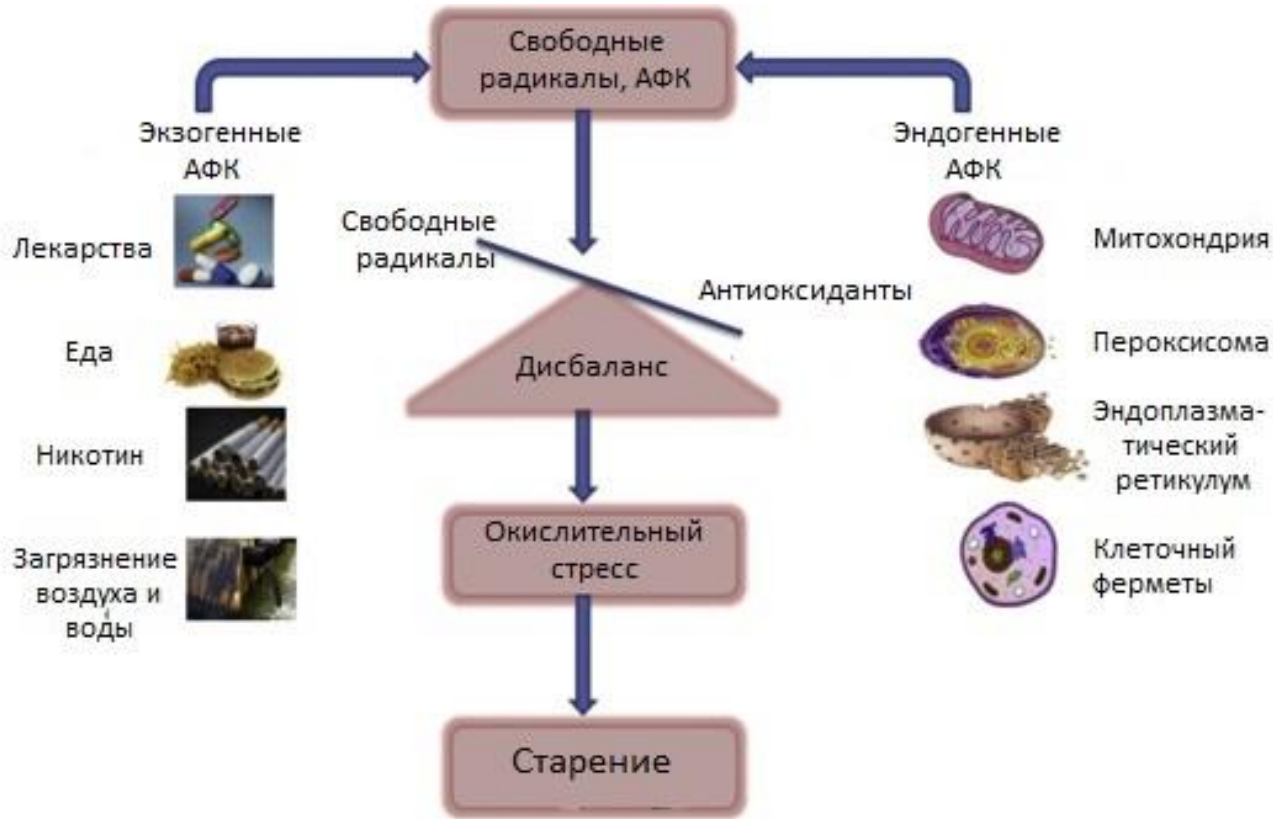 Свободные
радикалы, АФК
Экзогенные
АФК
Лекарства
Еда
Никотин
Загрязнение
воздуха и
воды
Свободные
радикалы
Антиоксиданты
Дисбаланс
Окислительный
стресс
Старение
Эндогенные
АФК
Митохондрия
Пероксисома
Эндоплазма-
тический
ретикулум
Клеточный
ферметы